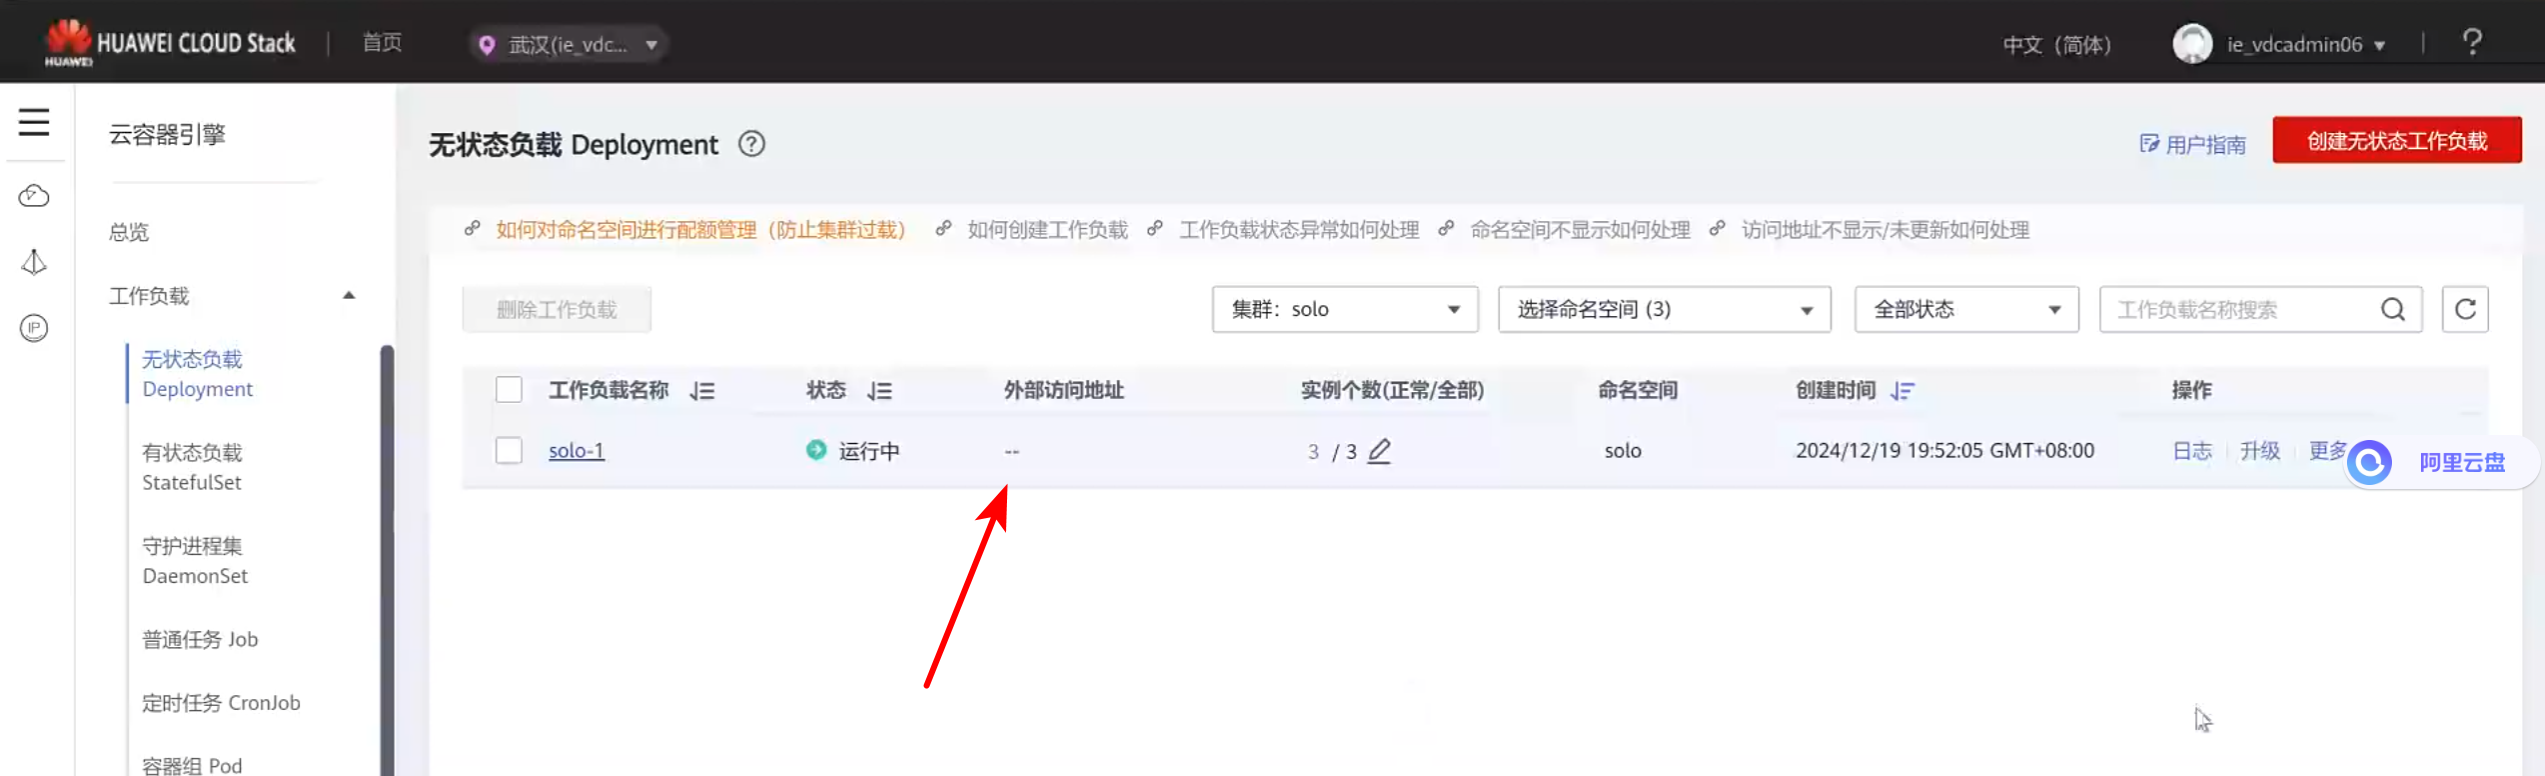 HUAWEI
HUAWEI CLOUD Stack
首页
武汉(ie_vdc...
中文（简体）
ie_vdcadmin06
?
云容器引擎
无状态负载 Deployment ?
用户指南
创建无状态工作负载
如何对命名空间进行配额管理（防止集群过载） 如何创建工作负载 工作负载状态异常如何处理 命名空间不显示如何处理 访问地址不显示/未更新如何处理
总览
工作负载
IP
删除工作负载
集群：solo
选择命名空间 (3)
全部状态
工作负载名称搜索
无状态负载
Deployment
工作负载名称 状态 外部访问地址 实例个数(正常/全部) 命名空间 创建时间 操作
solo-1 运行中 -- 3 / 3 solo 2024/12/19 19:52:05 GMT+08:00 日志 升级 更多
阿里云盘
有状态负载
StatefulSet
守护进程集
DaemonSet
普通任务 Job
定时任务 CronJob
容器组 Pod